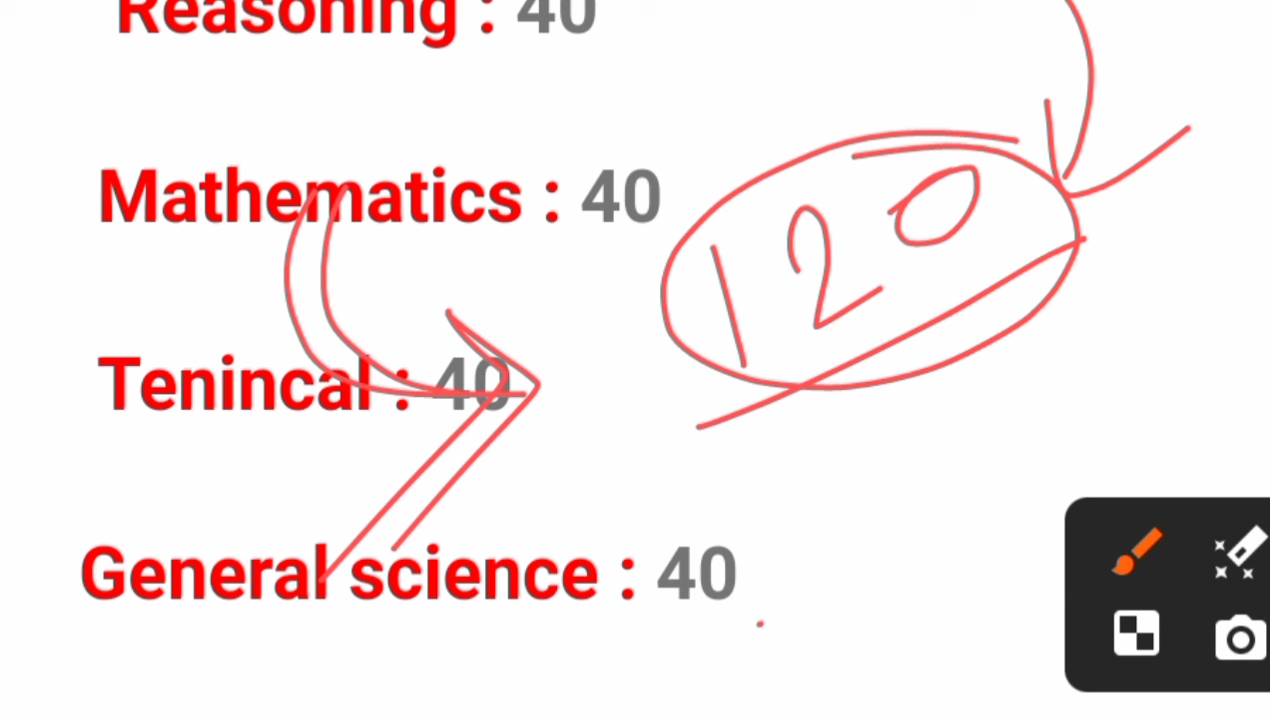 Reasoning : 40
Mathematics : 40
120
Tenincal : 40
General science : 40